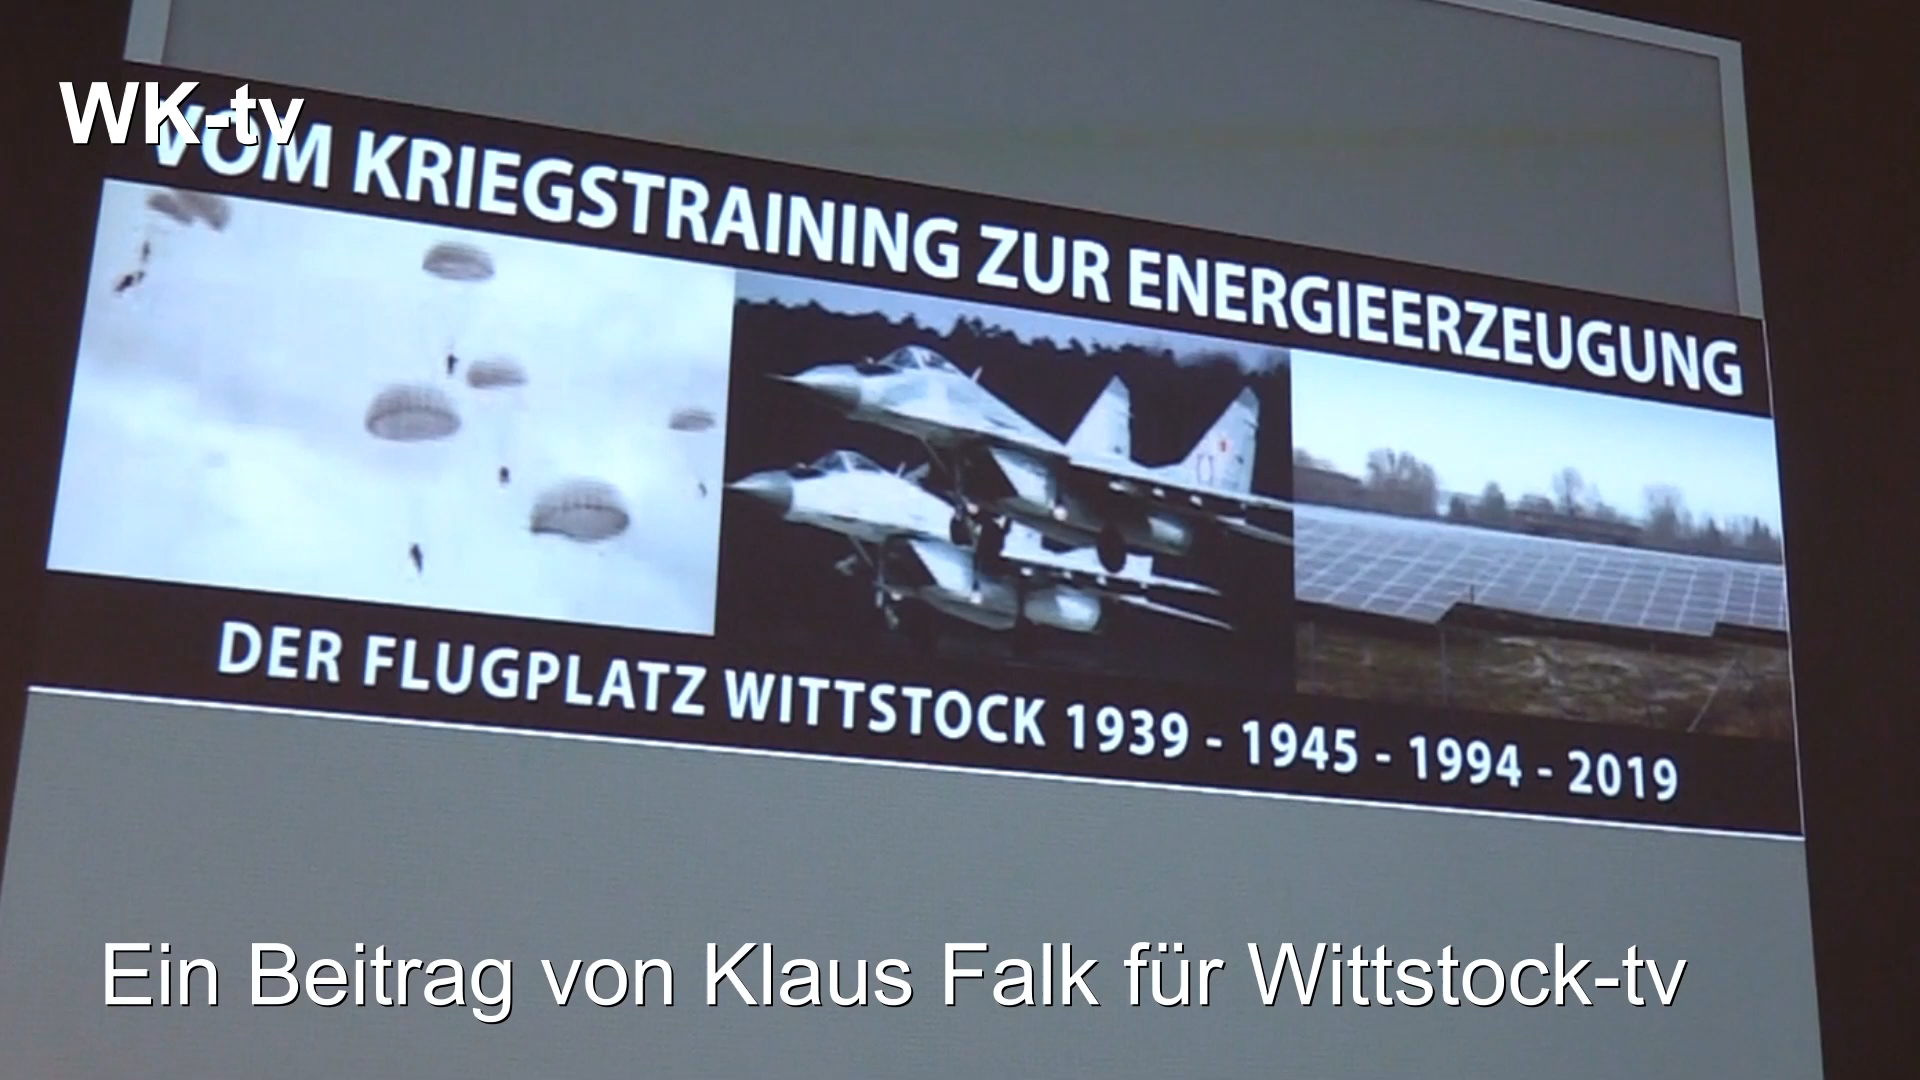 WK-tv
VOM KRIEGSTRAINING ZUR ENERGIEERZEUGUNG
DER FLUGPLATZ WITTSTOCK 1939 - 1945 - 1994 - 2019
Ein Beitrag von Klaus Falk für Wittstock-tv